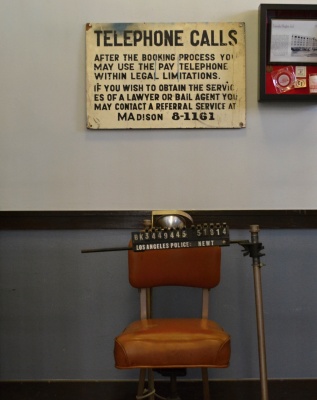 TELEPHONE CALLS
AFTER THE BOOKING PROCESS YOU
MAY USE THE PAY TELEPHONE
WITHIN LEGAL LIMITATIONS.
IF YOU WISH TO OBTAIN THE SERVIC
ES OF A LAWYER OR BAIL AGENT YOU
MAY CONTACT A REFERRAL SERVICE AT
MADISON 8-1161
LOS ANGELES POLICE: NEWT